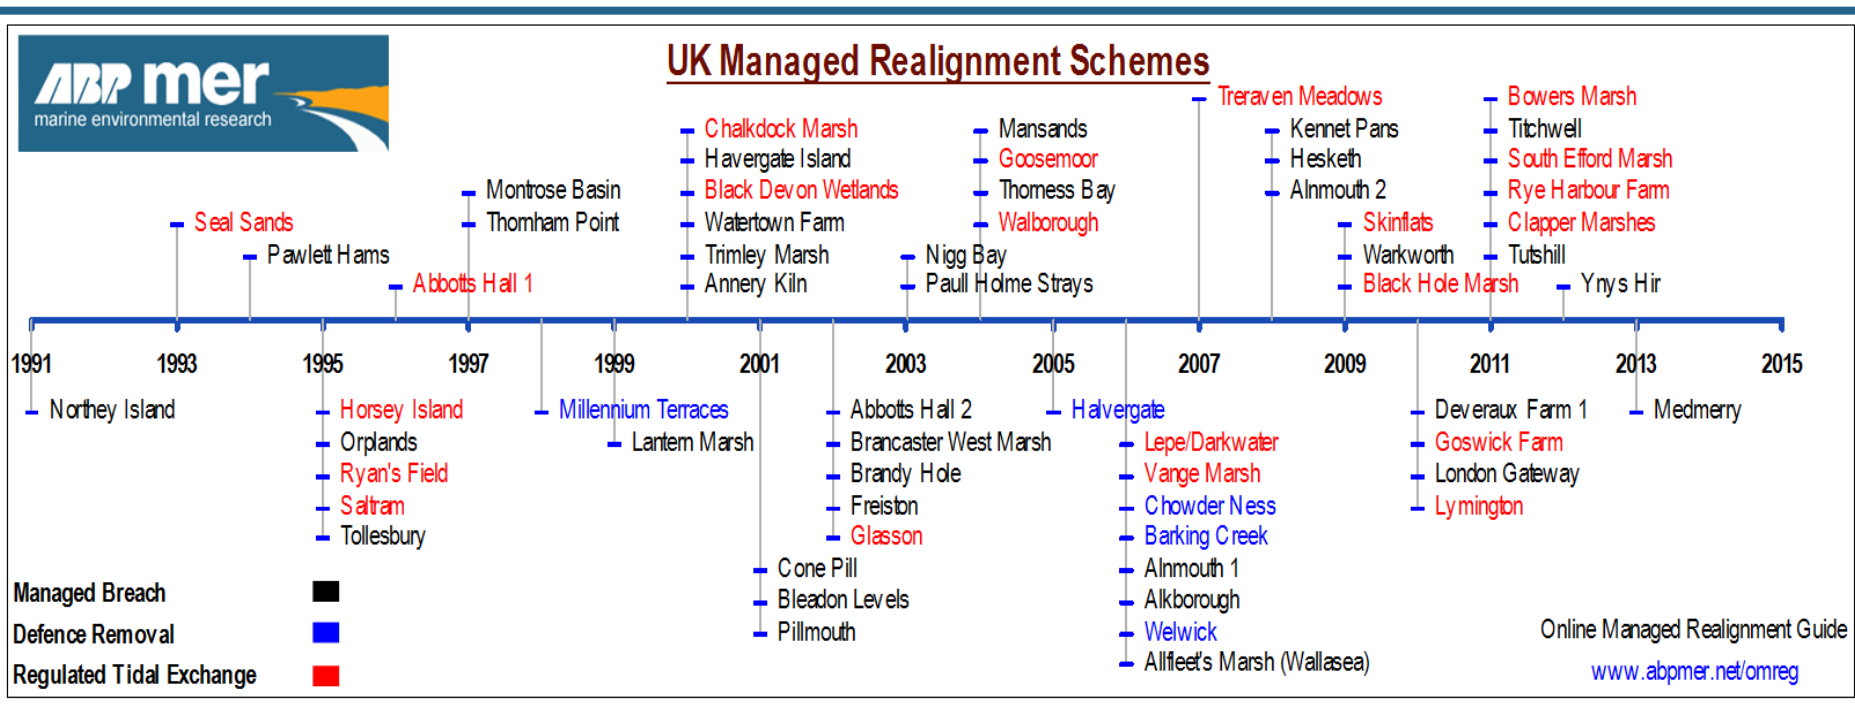 ABP mer
marine environmental research
UK Managed Realignment Schemes
Treraven Meadows
Bowers Marsh
Chalkdock Marsh
Mansands
Kennet Pans
Titchwell
Havergate Island
Goosemoor
Hesketh
South Efford Marsh
Montrose Basin
Black Devon Wetlands
Thorness Bay
Alnmouth 2
Rye Harbour Farm
Seal Sands
Thornham Point
Watertown Farm
Walborough
Skinflats
Clapper Marshes
Pawlett Hams
Trimley Marsh
Nigg Bay
Warkworth
Tutshill
Abbotts Hall 1
Annery Kiln
Paull Holme Strays
Black Hole Marsh
Ynys Hir
1991 1993 1995 1997 1999 2001 2003 2005 2007 2009 2011 2013 2015
Northey Island
Horsey Island
Millennium Terraces
Abbotts Hall 2
Halvergate
Deveraux Farm 1
Medmerry
Orplands
Lantern Marsh
Brancaster West Marsh
Lepe/Darkwater
Goswick Farm
Ryan's Field
Brandy Hole
Vange Marsh
London Gateway
Saltram
Freiston
Chowder Ness
Lymington
Tollesbury
Glasson
Barking Creek
Cone Pill
Alnmouth 1
Managed Breach
Bleadon Levels
Alkborough
Defence Removal
Pillmouth
Welwick
Online Managed Realignment Guide
Regulated Tidal Exchange
Allfleet's Marsh (Wallasea)
www.abpmer.net/omreg